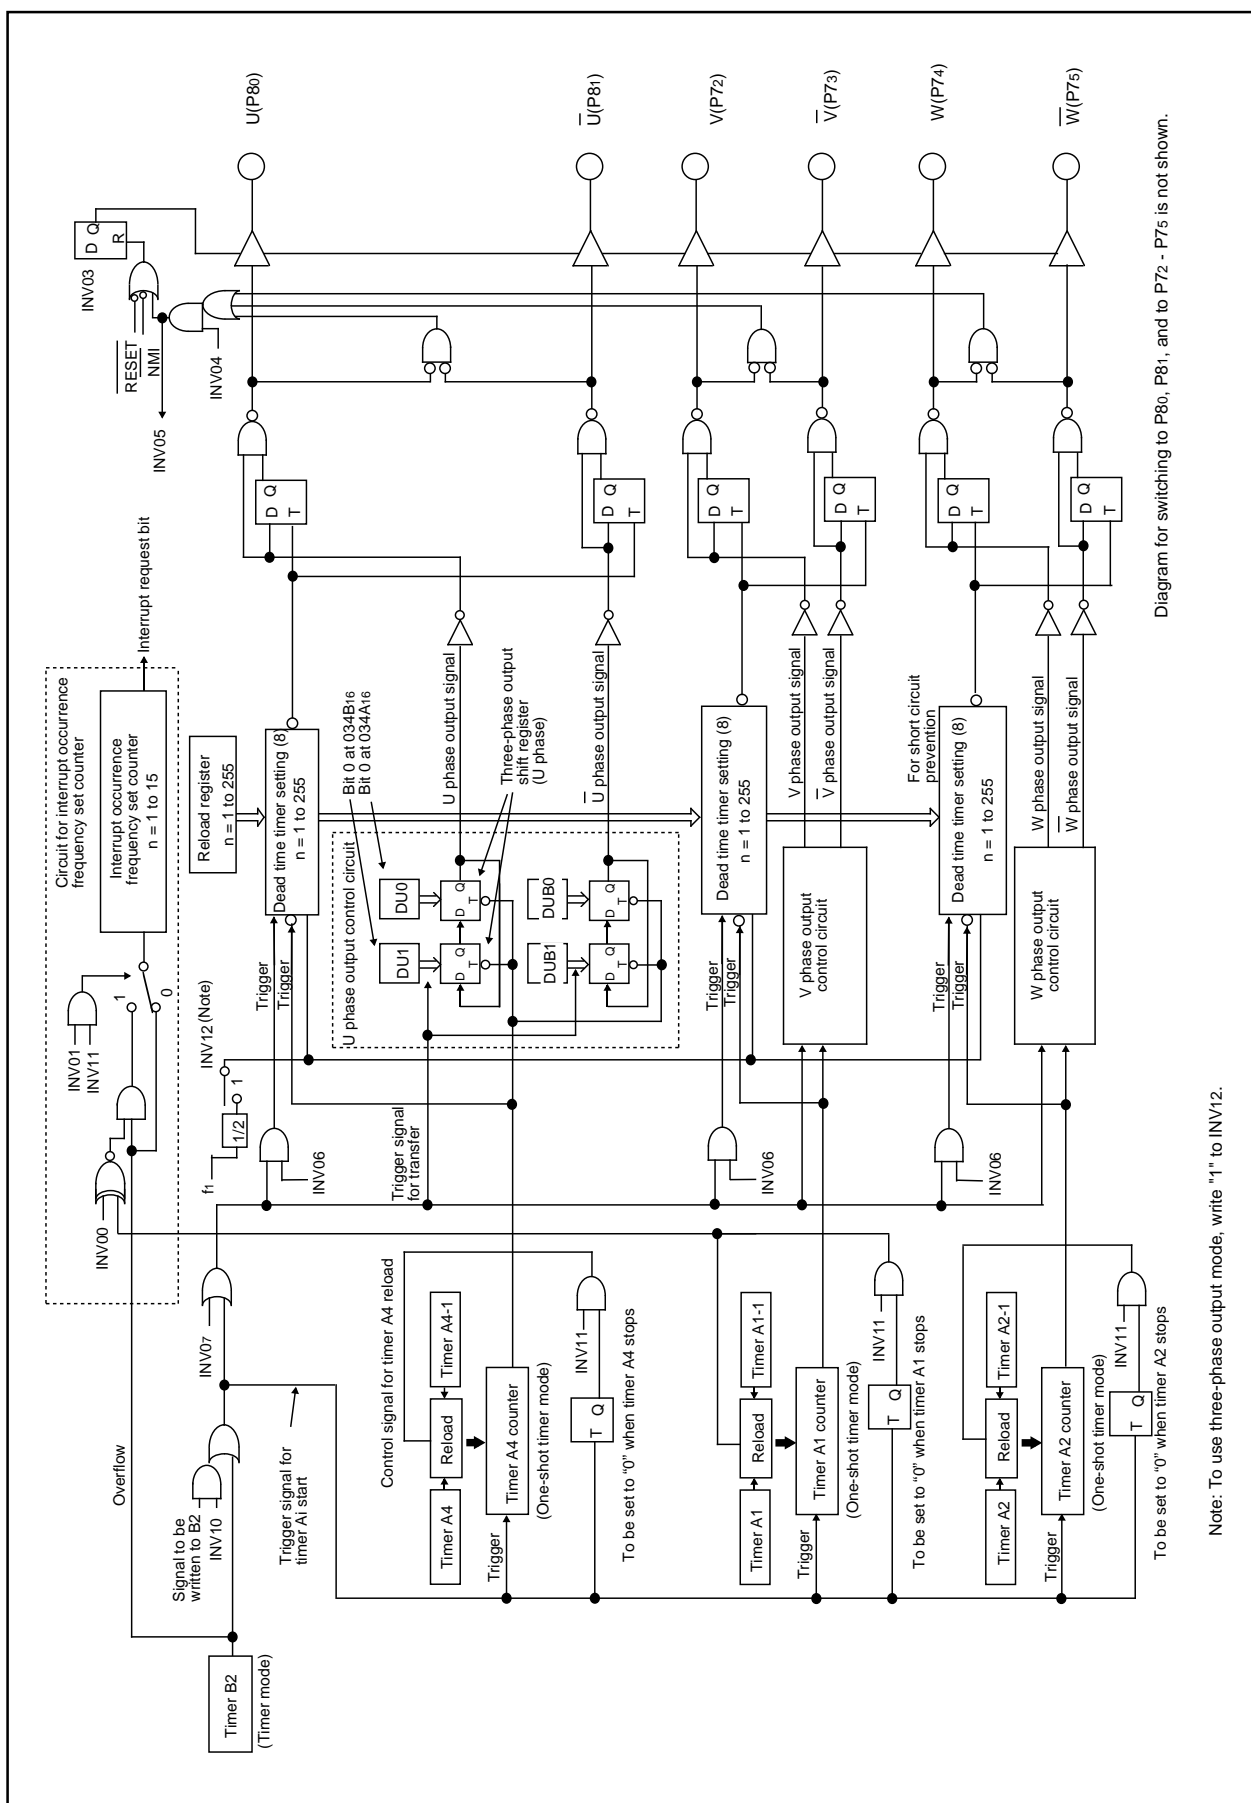 Timer B2
(Timer mode)
Overflow
Signal to be
written to B2
INV10
Trigger signal for
timer Ai start
INV07
INV00
Circuit for interrupt occurrence
frequency set counter
INV01
INV11
1
0
Interrupt occurrence
frequency set counter
n = 1 to 15
Interrupt request bit
f1
1/2
1
INV12 (Note)
Reload register
n = 1 to 255
INV06
Trigger
Trigger
Dead time timer setting (8)
n = 1 to 255
Trigger signal
for transfer
U phase output control circuit
DU1
DU0
Bit 0 at 034B16
Bit 0 at 034A16
D Q
T
D Q
T
U phase output signal
Three-phase output
shift register
(U phase)
DUB1
DUB0
D Q
T
D Q
T
U phase output signal
D Q
T
D Q
T
INV05
RESET
NMI
INV04
INV03
D Q
R
U(P80)
U(P81)
V(P72)
V(P73)
W(P74)
W(P75)
Control signal for timer A4 reload
Timer A4
Reload
Timer A4-1
Trigger
Timer A4 counter
(One-shot timer mode)
T Q
INV11
To be set to “0” when timer A4 stops
INV06
Trigger
Trigger
Dead time timer setting (8)
n = 1 to 255
V phase output
control circuit
V phase output signal
V phase output signal
D Q
T
D Q
T
Timer A1
Reload
Timer A1-1
Trigger
Timer A1 counter
(One-shot timer mode)
T Q
INV11
To be set to "0" when timer A1 stops
INV06
Trigger
Trigger
For short circuit
prevention
Dead time timer setting (8)
n = 1 to 255
W phase output
control circuit
W phase output signal
W phase output signal
D Q
T
D Q
T
Timer A2
Reload
Timer A2-1
Trigger
Timer A2 counter
(One-shot timer mode)
T Q
INV11
To be set to “0” when timer A2 stops
Diagram for switching to P80, P81, and to P72 - P75 is not shown.
Note: To use three-phase output mode, write "1" to INV12.